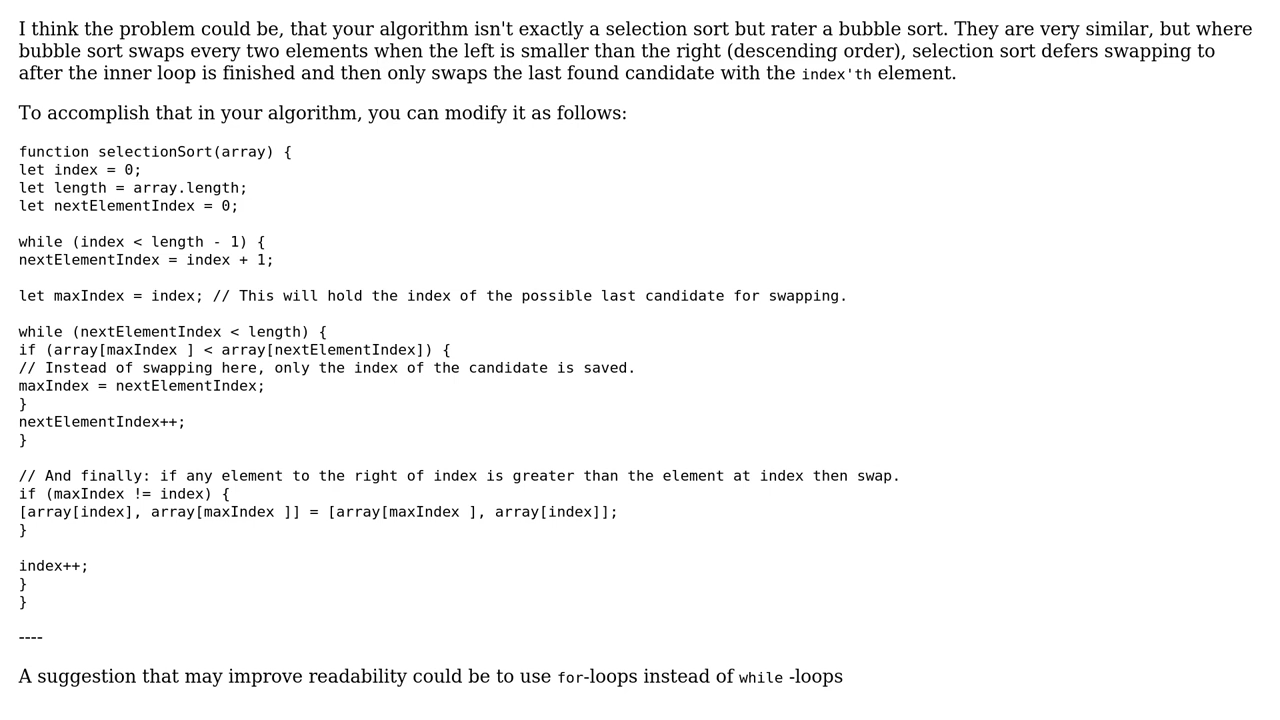 I think the problem could be, that your algorithm isn't exactly a selection sort but rater a bubble sort. They are very similar, but where
bubble sort swaps every two elements when the left is smaller than the right (descending order), selection sort defers swapping to
after the inner loop is finished and then only swaps the last found candidate with the index'th element.
To accomplish that in your algorithm, you can modify it as follows:
function selectionSort(array) {
let index = 0;
let length = array.length;
let nextElementIndex = 0;
while (index < length - 1) {
nextElementIndex = index + 1;
let maxIndex = index; // This will hold the index of the possible last candidate for swapping.
while (nextElementIndex < length) {
if (array[maxIndex ] < array[nextElementIndex]) {
// Instead of swapping here, only the index of the candidate is saved.
maxIndex = nextElementIndex;
}
nextElementIndex++;
}
// And finally: if any element to the right of index is greater than the element at index then swap.
if (maxIndex != index) {
[array[index], array[maxIndex ]] = [array[maxIndex ], array[index]];
}
index++;
}
}
----
A suggestion that may improve readability could be to use for-loops instead of while -loops